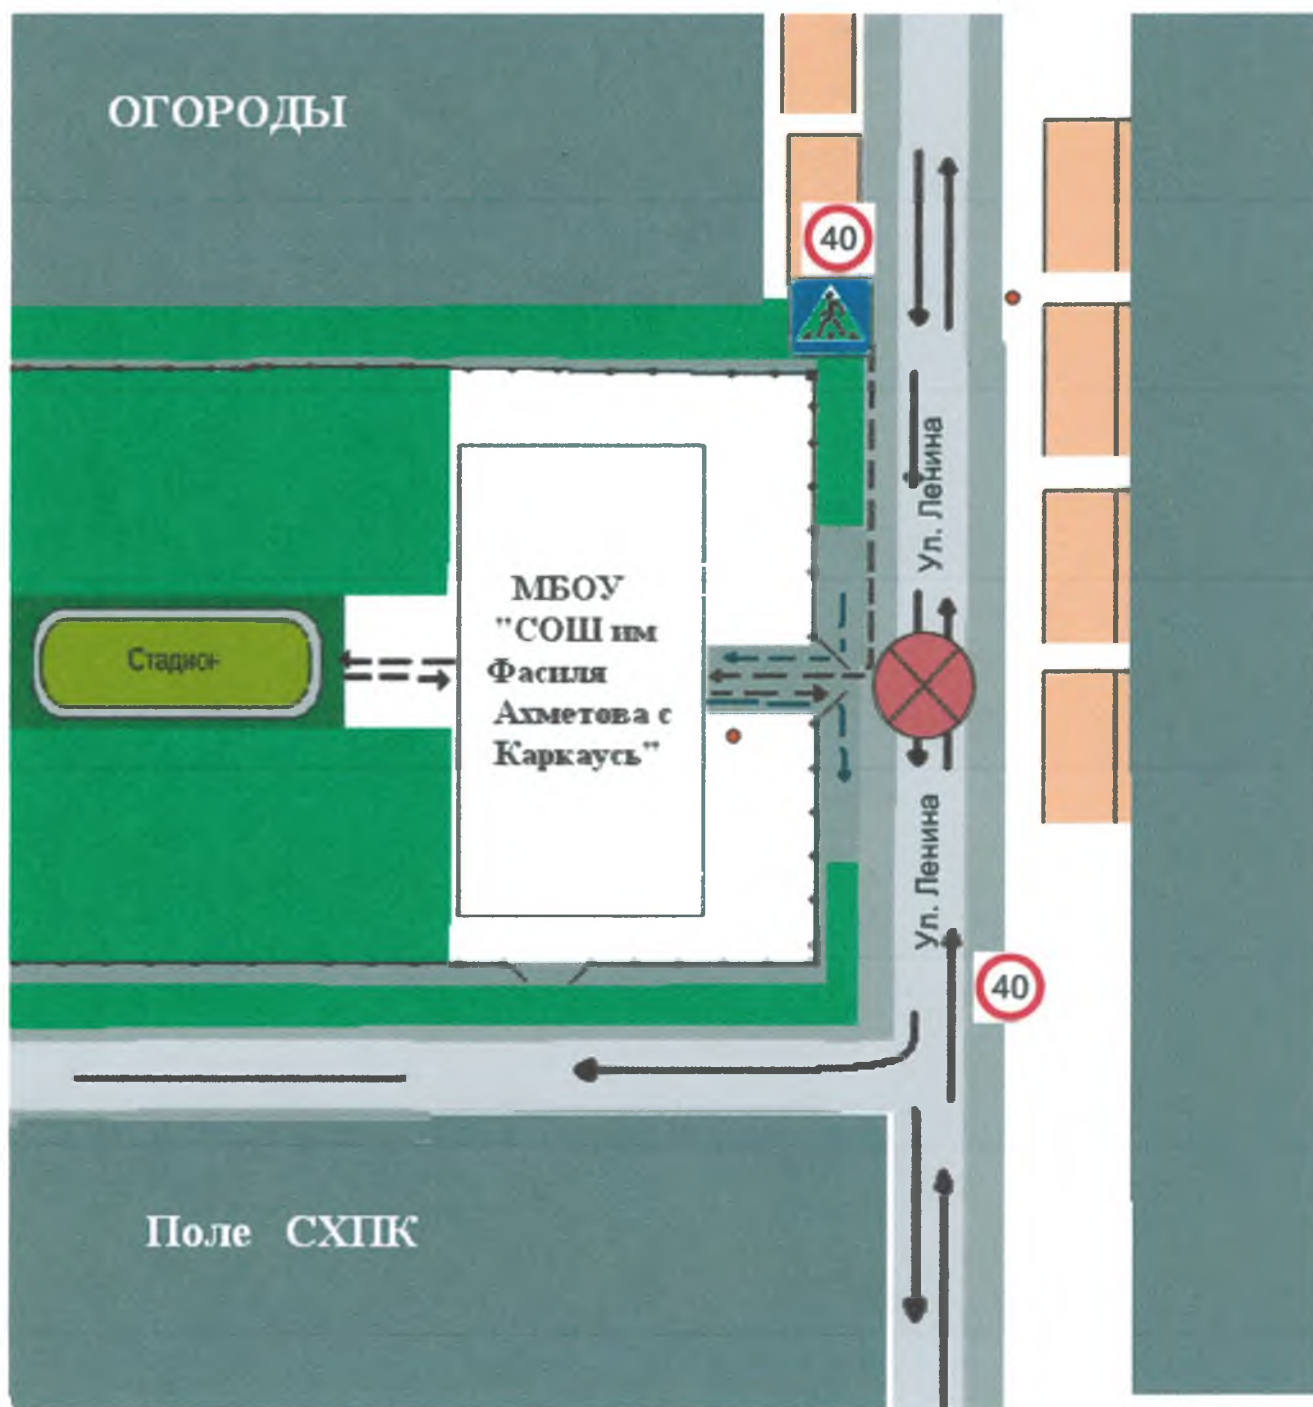 ОГОРОДЫ
40
Ул. Ленина
МБОУ
"СОШ им
Фасиля
Ахметова с
Каркаусь"
Стадион
Ул. Ленина
40
Поле СХПК